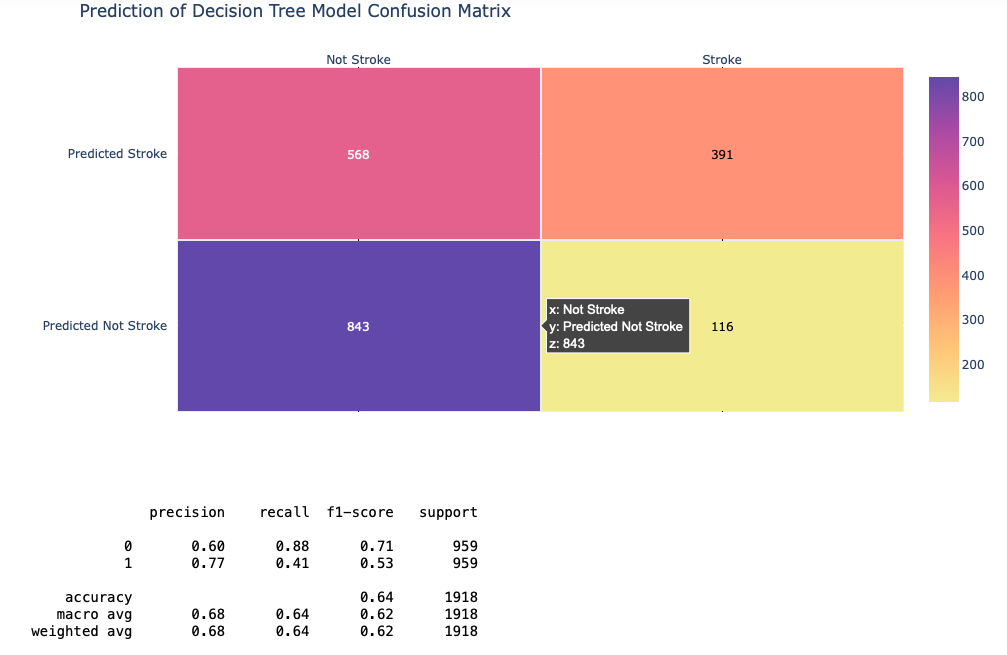 Prediction of Decision Tree Model Confusion Matrix
Not Stroke Stroke
Predicted Stroke 568 391
Predicted Not Stroke 843 116
x: Not Stroke
y: Predicted Not Stroke
z: 843
800
700
600
500
400
300
200
precision recall f1-score support
0 0.60 0.88 0.71 959
1 0.77 0.41 0.53 959
accuracy 0.64 1918
macro avg 0.68 0.64 0.62 1918
weighted avg 0.68 0.64 0.62 1918